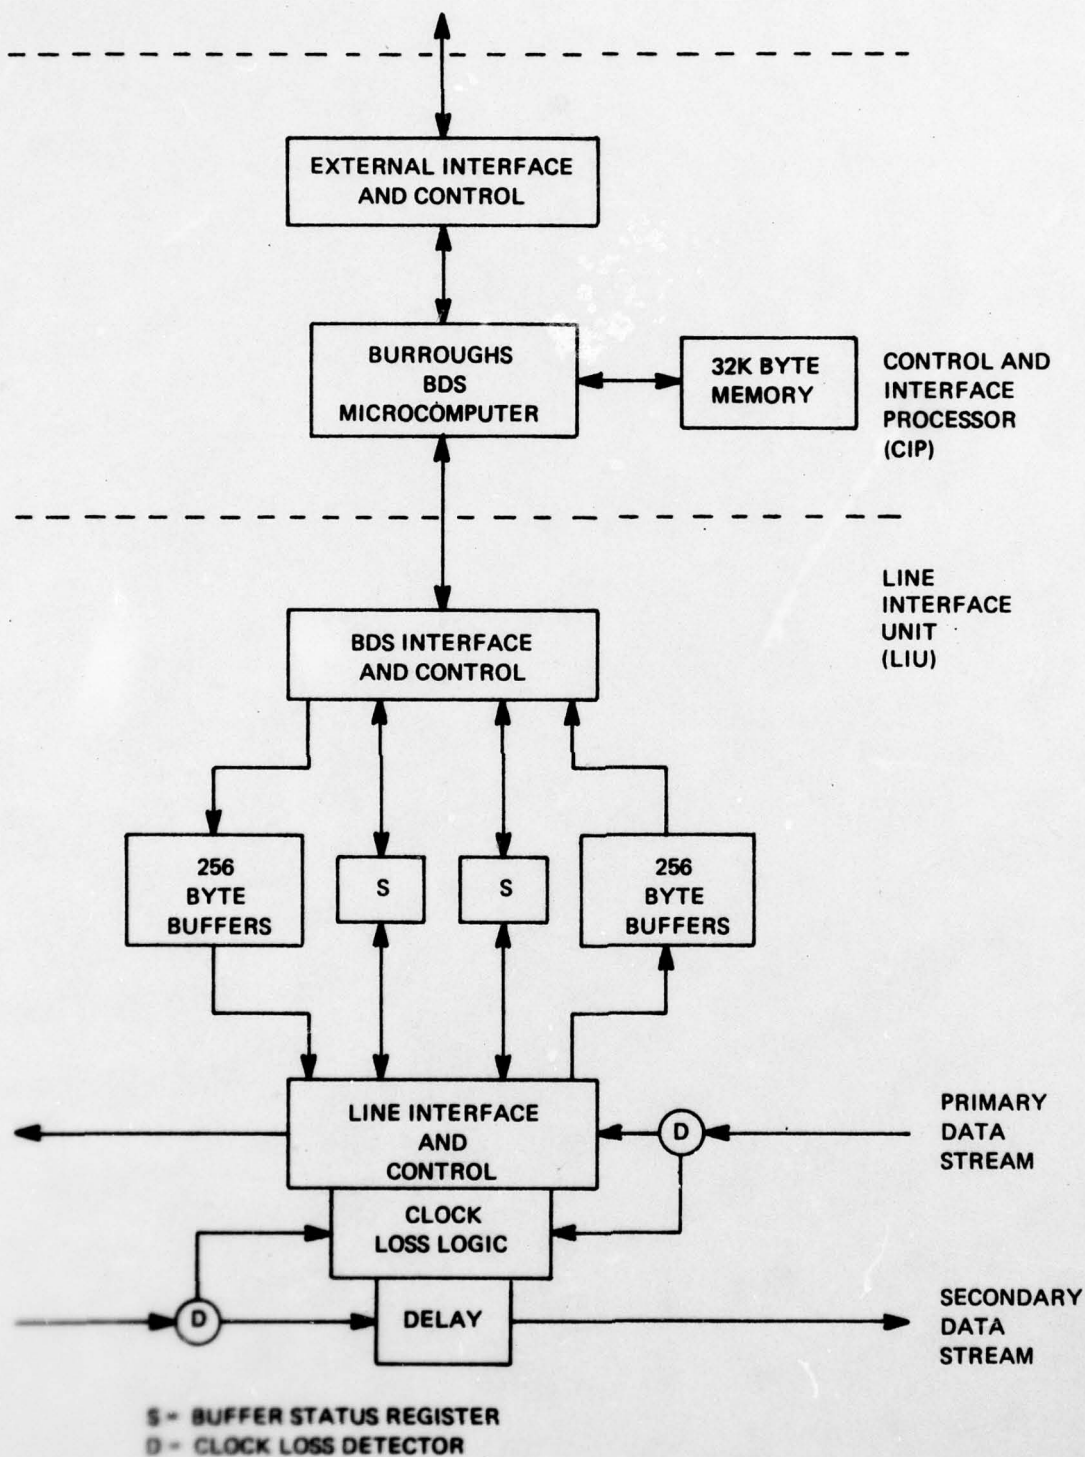 EXTERNAL INTERFACE
AND CONTROL
BURROUGHS
BDS
MICROCOMPUTER
32K BYTE
MEMORY
CONTROL AND
INTERFACE
PROCESSOR
(CIP)
LINE
INTERFACE
UNIT
(LIU)
BDS INTERFACE
AND CONTROL
256
BYTE
BUFFERS
S
S
256
BYTE
BUFFERS
LINE INTERFACE
AND
CONTROL
D
PRIMARY
DATA
STREAM
CLOCK
LOSS LOGIC
D
DELAY
SECONDARY
DATA
STREAM
S = BUFFER STATUS REGISTER
D = CLOCK LOSS DETECTOR